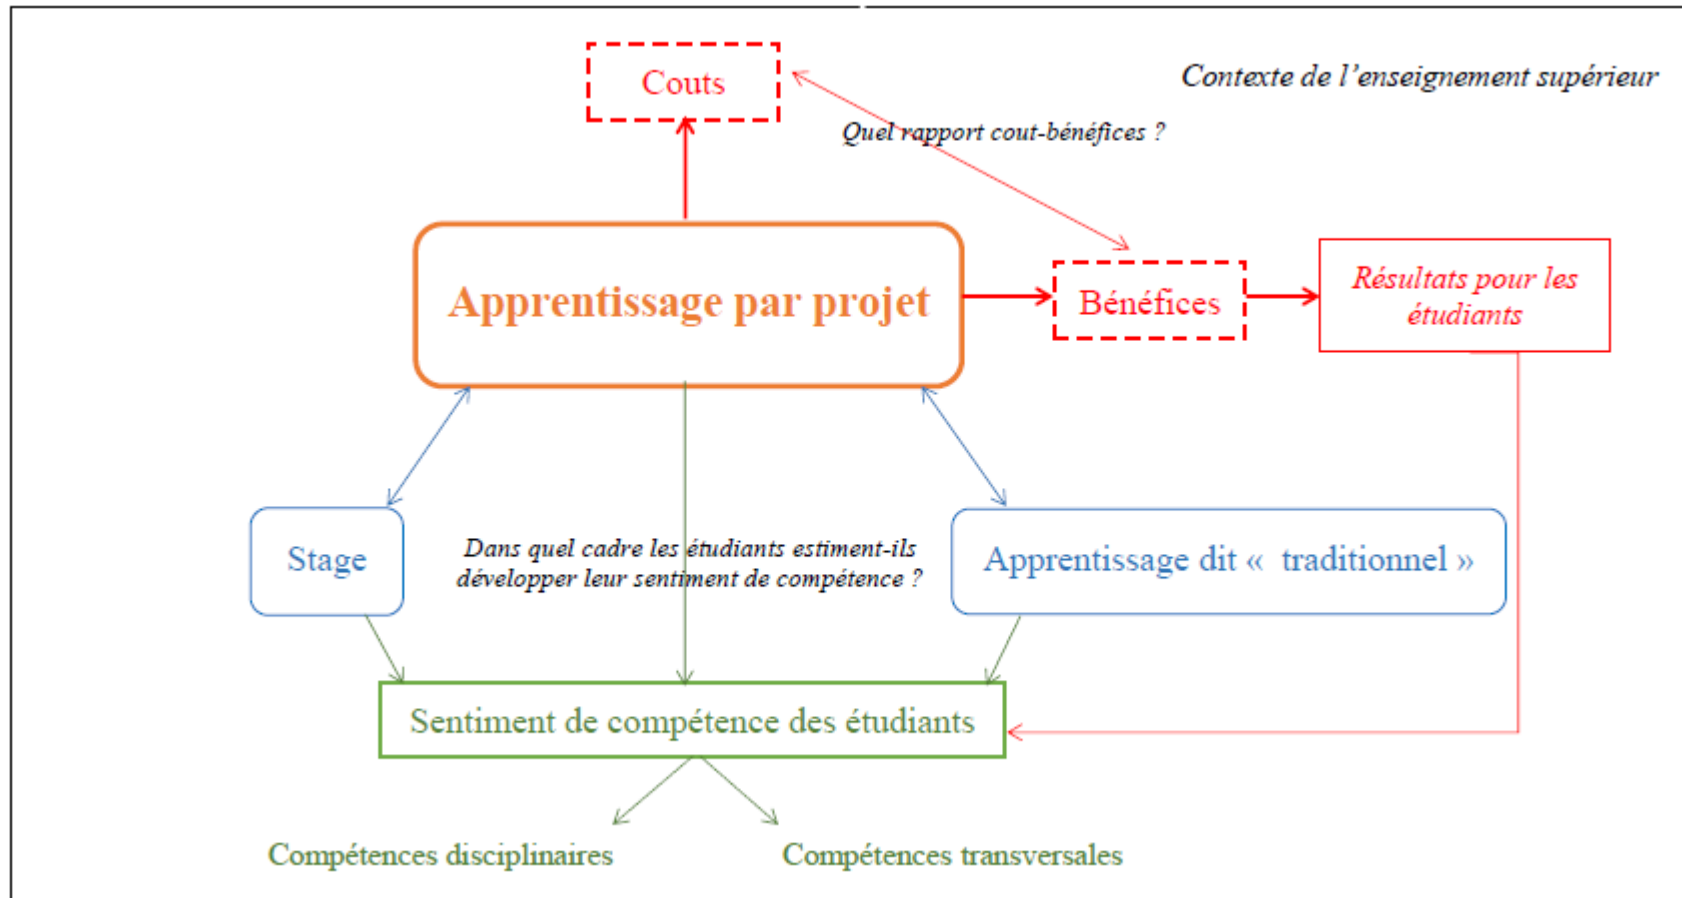 Couts
Contexte de l'enseignement supérieur
Quel rapport cout-bénéfices ?
Apprentissage par projet
Bénéfices
Résultats pour les
étudiants
Stage
Dans quel cadre les étudiants estiment-ils
développer leur sentiment de compétence ?
Apprentissage dit « traditionnel »
Sentiment de compétence des étudiants
Compétences disciplinaires
Compétences transversales